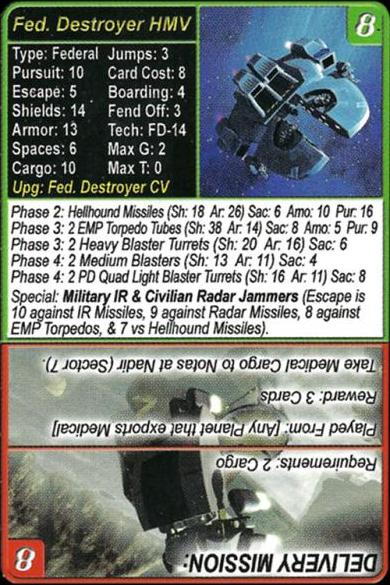 Fed. Destroyer HMV
8
Type: Federal Jumps: 3
Pursuit: 10 Card Cost: 8
Escape: 5 Boarding: 4
Shields: 14 Fend Off: 3
Armor: 13 Tech: FD-14
Spaces: 6 Max G: 2
Cargo: 10 Max T: 0
Upg: Fed. Destroyer CV
Phase 2: Hellhound Missiles (Sh: 18 Ar: 26) Sac: 6 Amo: 10 Pur: 16
Phase 3: 2 EMP Torpedo Tubes (Sh: 38 Ar: 14) Sac: 8 Amo: 5 Pur: 9
Phase 3: 2 Heavy Blaster Turrets (Sh: 20 Ar: 16) Sac: 6
Phase 4: 2 Medium Blasters (Sh: 13 Ar: 11) Sac: 4
Phase 4: 2 PD Quad Light Blaster Turrets (Sh: 16 Ar: 11) Sac: 8
Special: Military IR & Civilian Radar Jammers (Escape is
10 against IR Missiles, 9 against Radar Missiles, 8 against
EMP Torpedos, & 7 vs Hellhound Missiles).
DELIVERY MISSION:
8
Requirements: 2 Cargo
Played From: [Any Planet that exports Medical]
Reward: 3 Cards
Take Medical Cargo to Notas at Nadir (Sector 7).